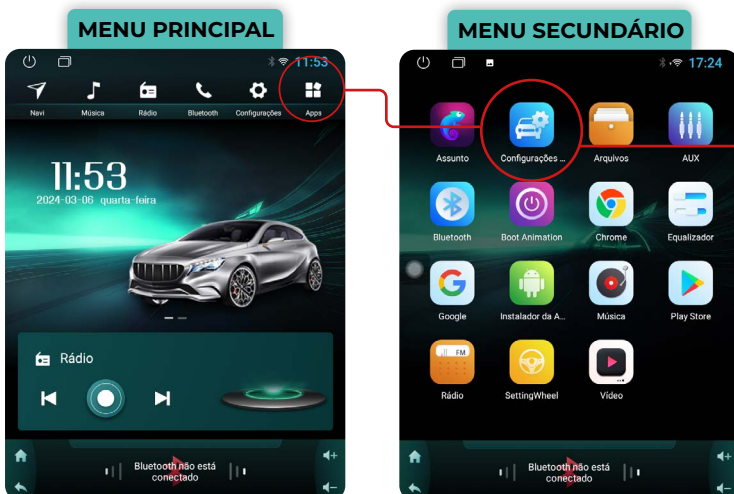 MENU PRINCIPAL
11:53
Navi
Música
Rádio
Bluetooth
Configurações
Apps
11:53
2024-03-06 quarta-feira
Rádio
Bluetooth não está
conectado
MENU SECUNDÁRIO
17:24
Assunto
Configurações ...
Arquivos
AUX
Bluetooth
Boot Animation
Chrome
Equalizador
Google
Instalador da A...
Música
Play Store
FM
Rádio
SettingWheel
Vídeo
Bluetooth não está
conectado